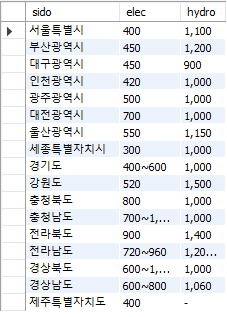 sido elec hydro
서울특별시 400 1,100
부산광역시 450 1,200
대구광역시 450 900
인천광역시 420 1,000
광주광역시 500 1,000
대전광역시 700 1,000
울산광역시 550 1,150
세종특별자치시 300 1,000
경기도 400~600 1,000
강원도 520 1,500
충청북도 800 1,000
충청남도 700~1,... 1,000
전라북도 900 1,400
전라남도 720~960 1,20...
경상북도 600~1,... 1,000
경상남도 600~800 1,060
제주특별자치도 400 -